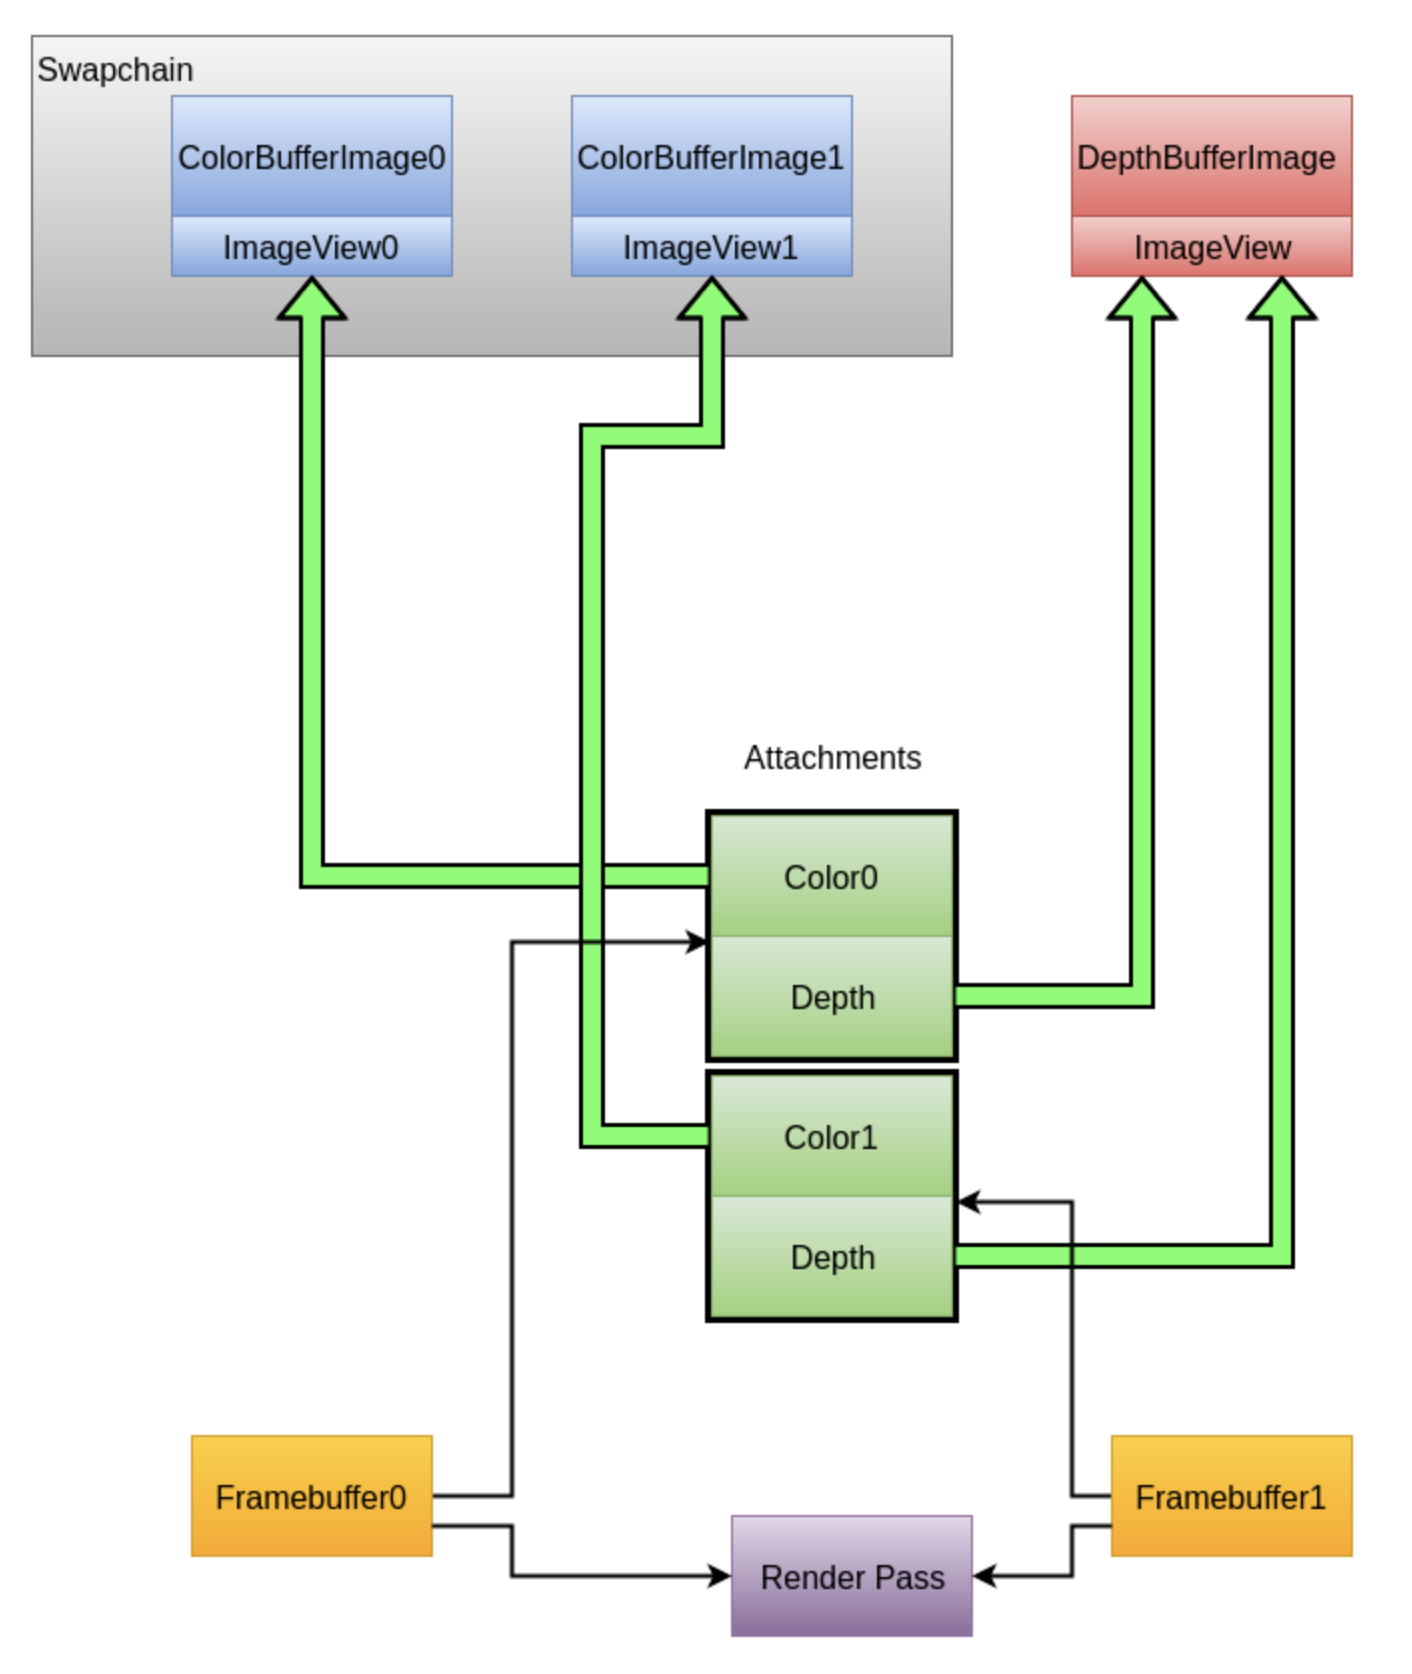 Swapchain
ColorBufferImage0
ColorBufferImage1
DepthBufferImage
ImageView0
ImageView1
ImageView
Attachments
Color0
Depth
Color1
Depth
Framebuffer0
Framebuffer1
Render Pass